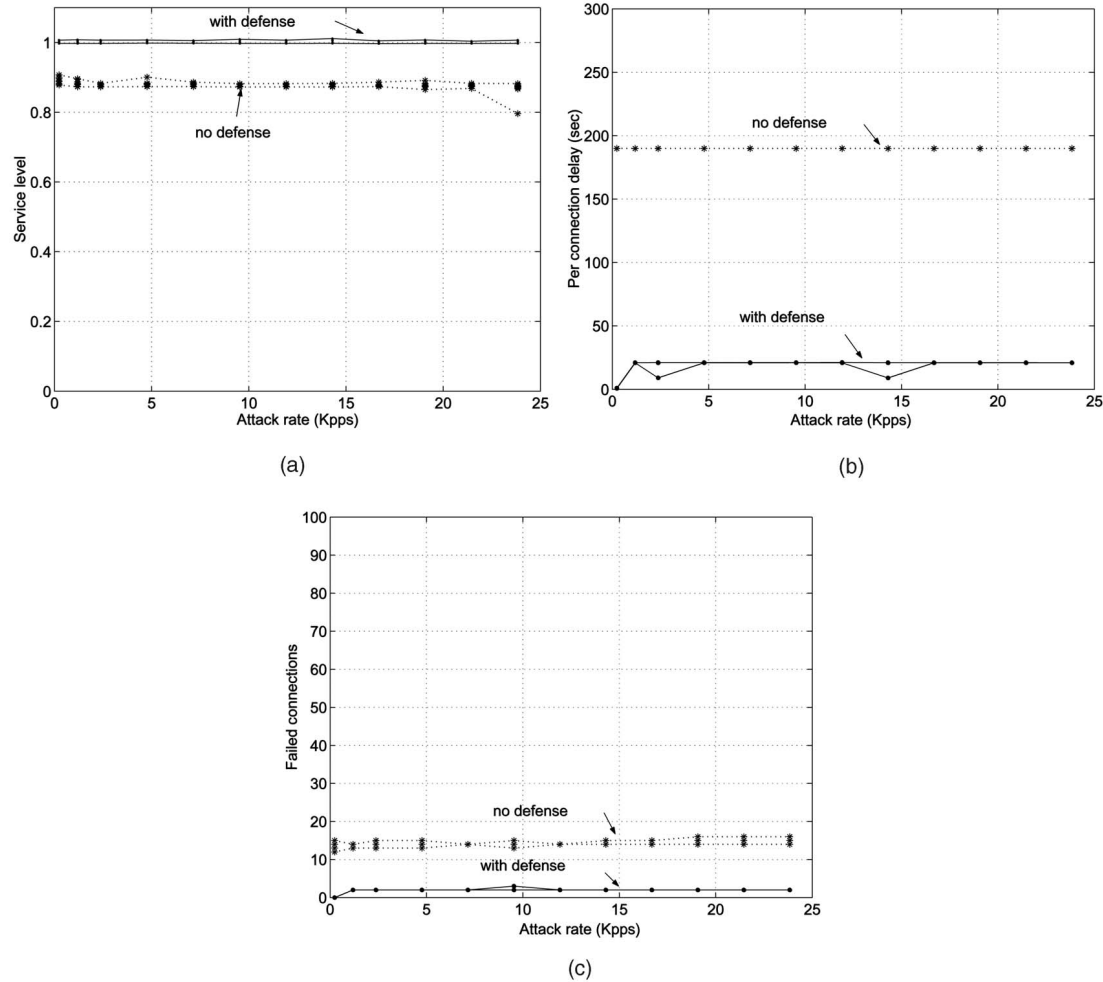 with defense
no defense
Service level
1
0.8
0.6
0.4
0.2
0
0 5 10 15 20 25
Attack rate (Kpps)
(a)
300
250
200
150
100
50
0
no defense
with defense
Per connection delay (sec)
0 5 10 15 20 25
Attack rate (Kpps)
(b)
100
90
80
70
60
50
40
30
20
10
0
no defense
with defense
Failed connections
0 5 10 15 20 25
Attack rate (Kpps)
(c)